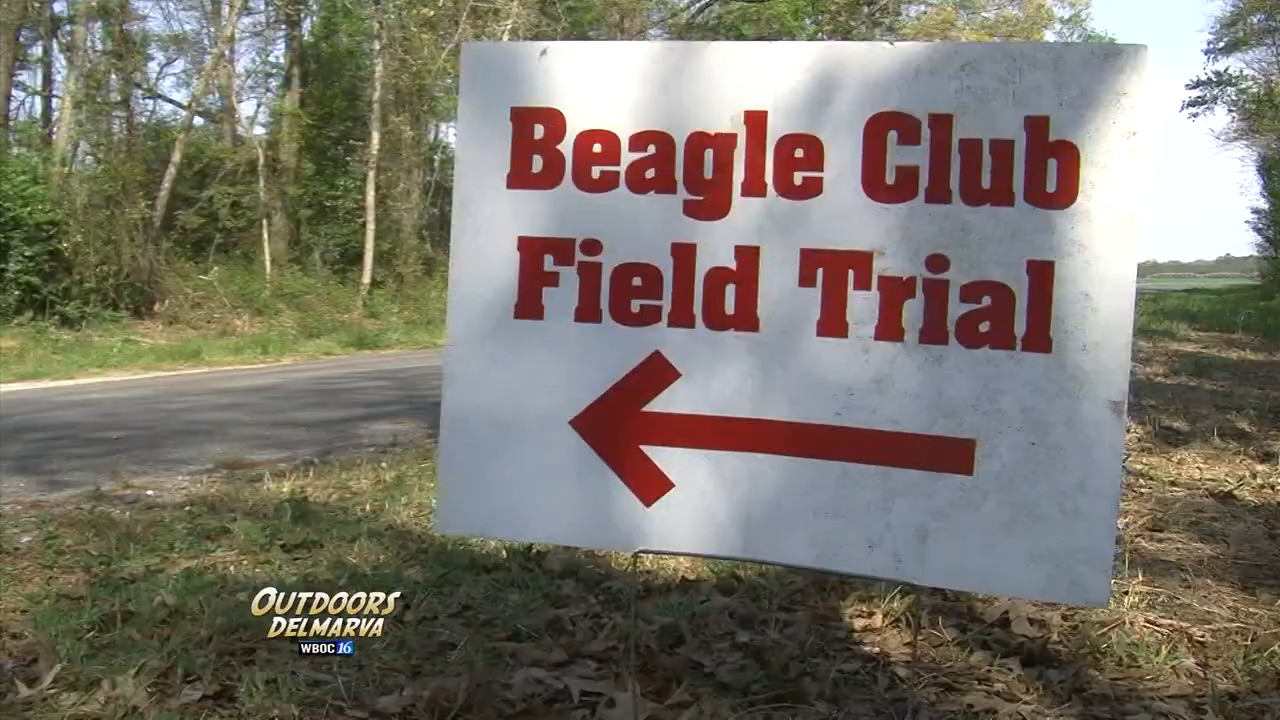 Beagle Club
Field Trial
OUTDOORS
DELMARVA
WBOC 16